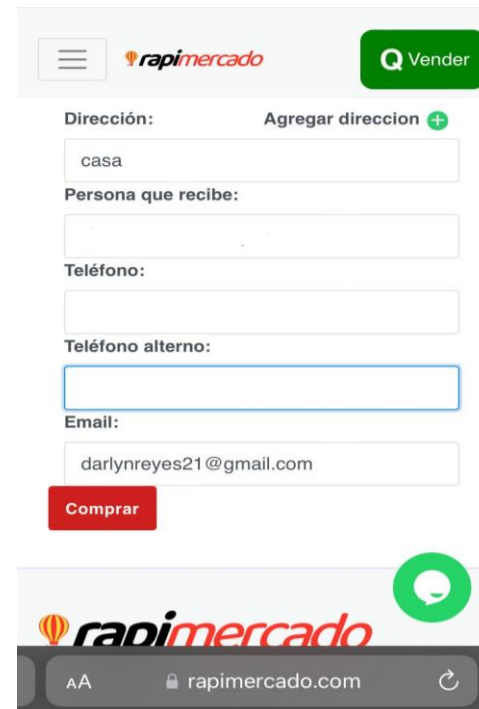 rapimercado
Q Vender
Dirección: Agregar direccion
casa
Persona que recibe:
Teléfono:
Teléfono alterno:
Email:
darlynreyes21@gmail.com
Comprar
rapimercado
AA rapimercado.com